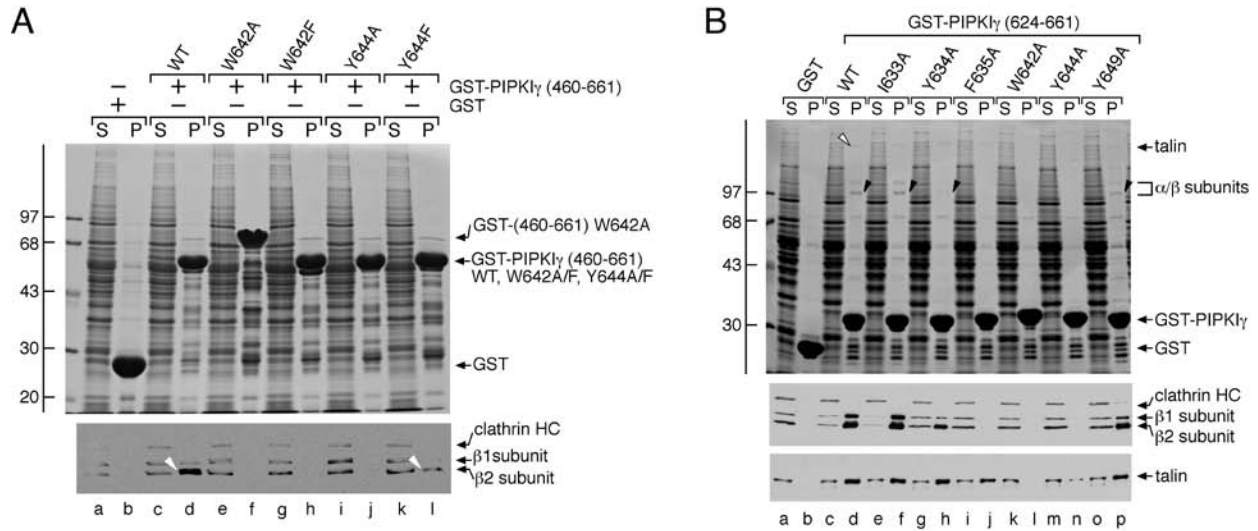 A
WT
W642A
W642F
Y644A
Y644F
– + + + + + GST-PIPKIγ (460-661)
+ – – – – – GST
S P S P S P S P S P S P
97
68
43
30
20
GST-(460-661) W642A
GST-PIPKIγ (460-661)
WT, W642A/F, Y644A/F
GST
clathrin HC
β1subunit
β2 subunit
a b c d e f g h i j k l
B
GST-PIPKIγ (624-661)
GST
WT
I633A
Y634A
F635A
W642A
Y644A
Y649A
S P S P S P S P S P S P S P S P
97
68
43
30
talin
α/β subunits
GST-PIPKIγ
GST
clathrin HC
β1 subunit
β2 subunit
talin
a b c d e f g h i j k l m n o p